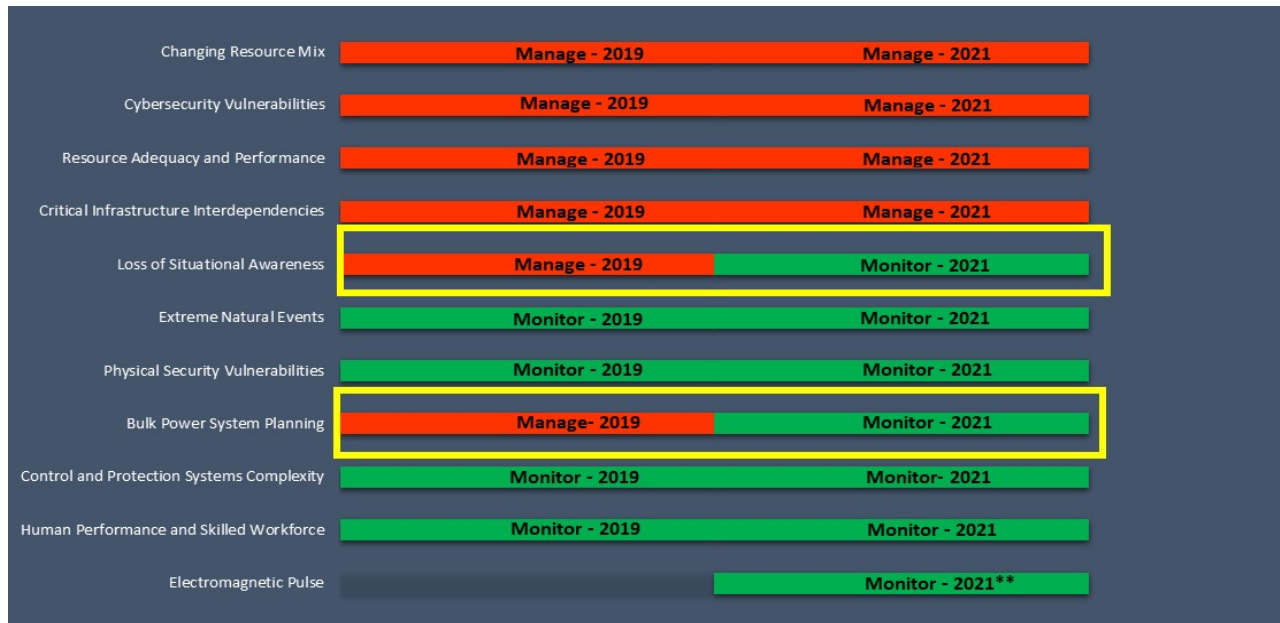 Changing Resource Mix Manage - 2019 Manage - 2021
Cybersecurity Vulnerabilities Manage - 2019 Manage - 2021
Resource Adequacy and Performance Manage - 2019 Manage - 2021
Critical Infrastructure Interdependencies Manage - 2019 Manage - 2021
Loss of Situational Awareness Manage - 2019 Monitor - 2021
Extreme Natural Events Monitor - 2019 Monitor - 2021
Physical Security Vulnerabilities Monitor - 2019 Monitor - 2021
Bulk Power System Planning Manage- 2019 Monitor - 2021
Control and Protection Systems Complexity Monitor - 2019 Monitor- 2021
Human Performance and Skilled Workforce Monitor - 2019 Monitor - 2021
Electromagnetic Pulse Monitor - 2021**